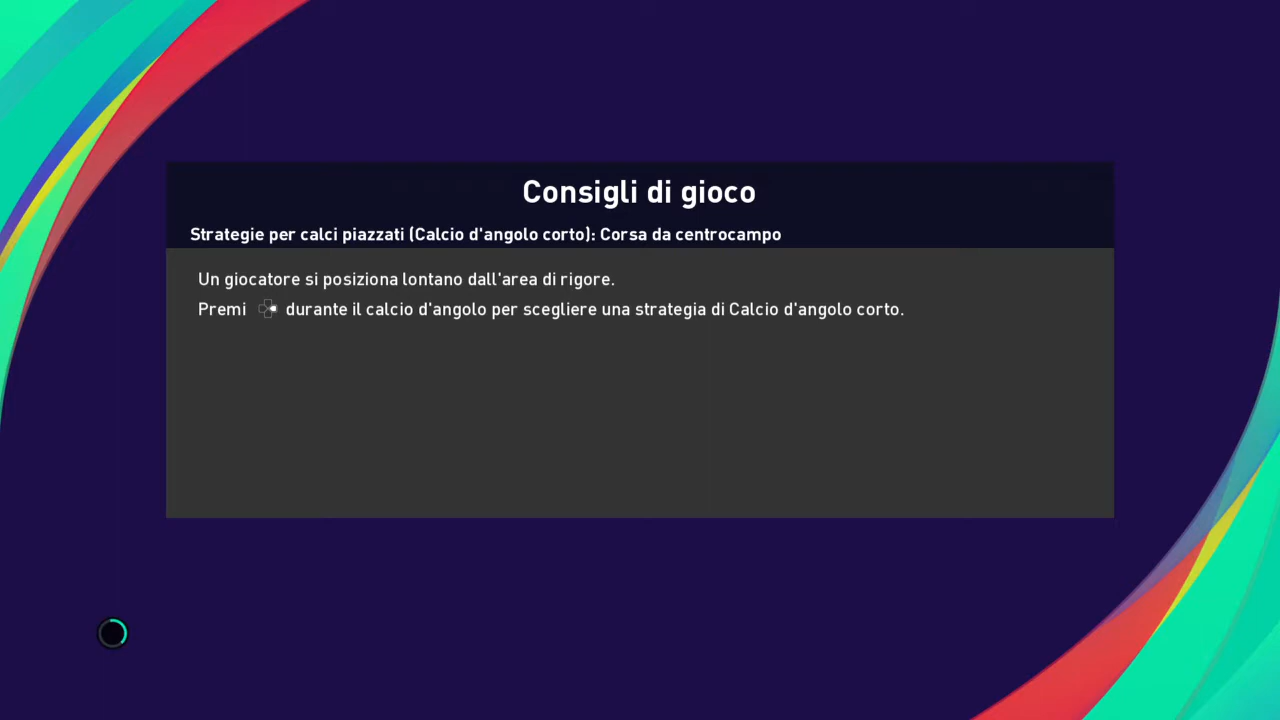 Consigli di gioco
Strategie per calci piazzati (Calcio d'angolo corto): Corsa da centrocampo
Un giocatore si posiziona lontano dall'area di rigore.
Premi durante il calcio d'angolo per scegliere una strategia di Calcio d'angolo corto.